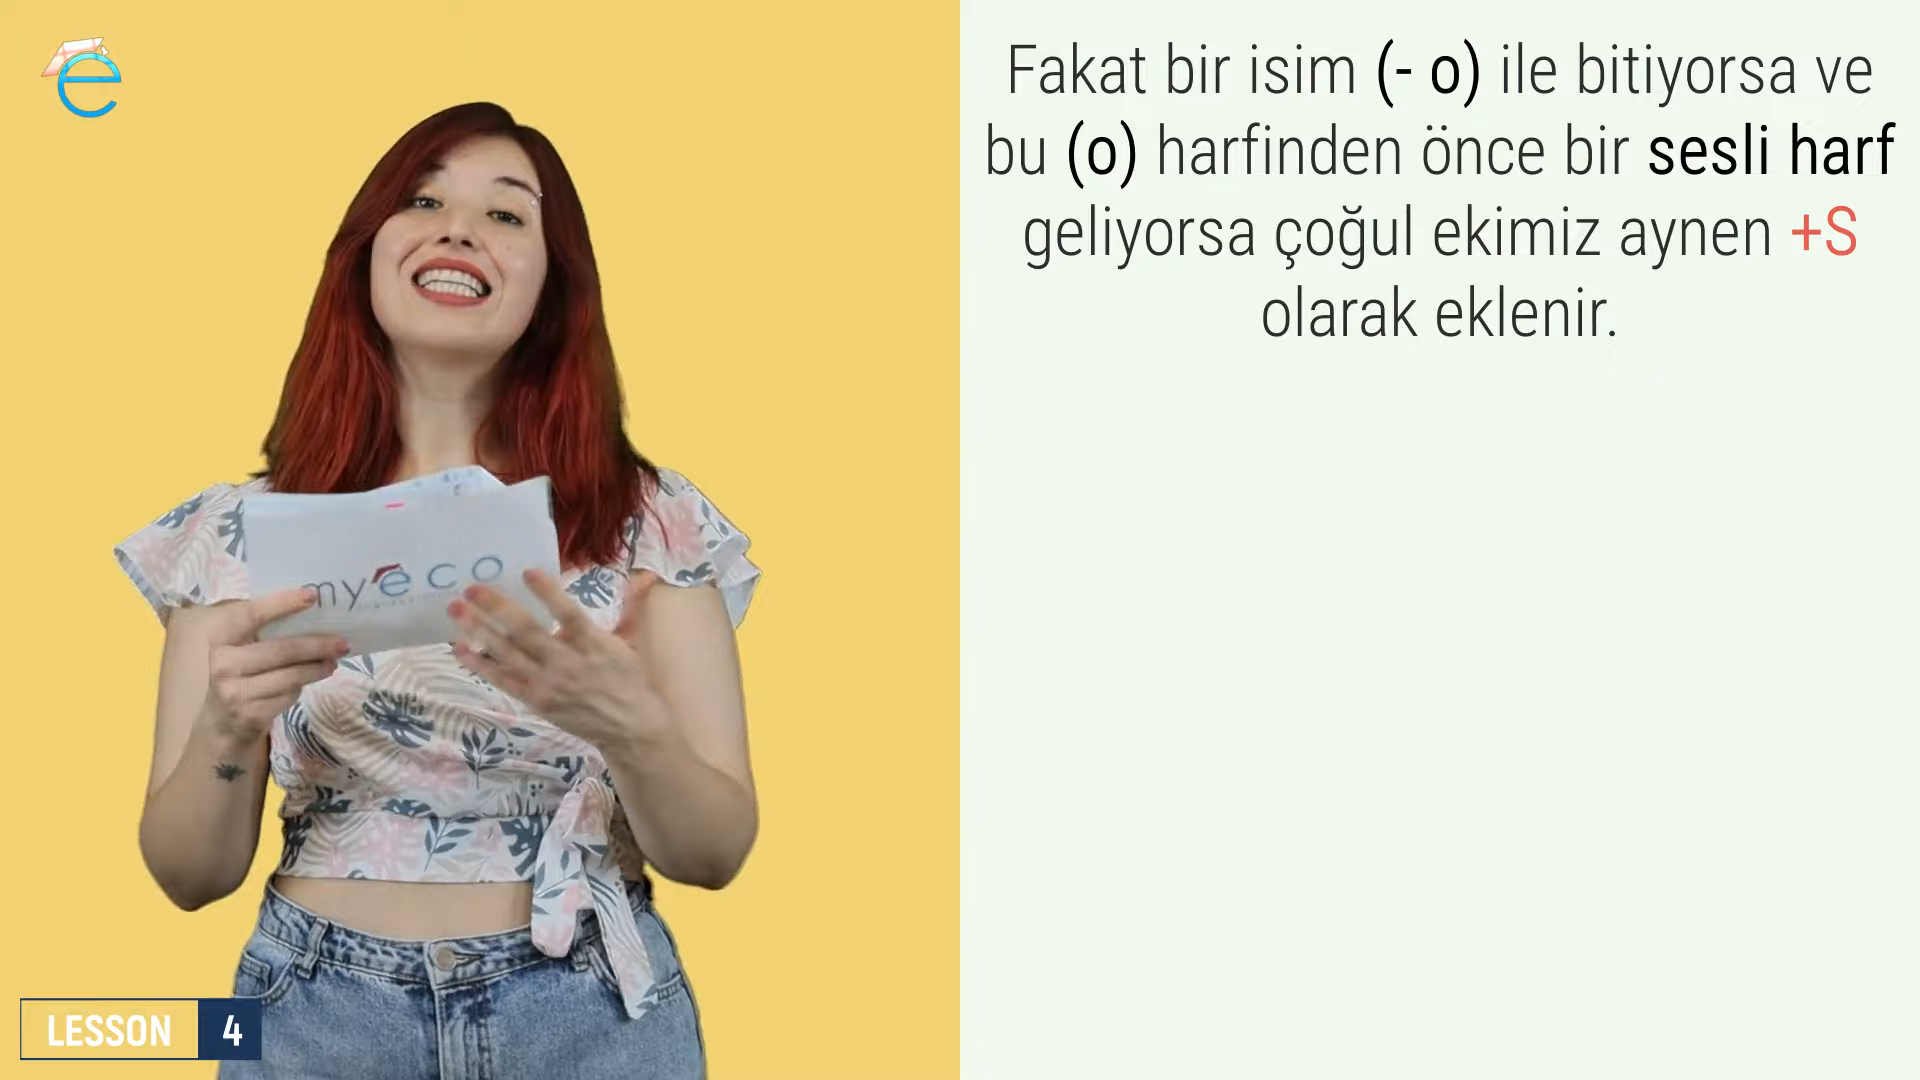 e
Fakat bir isim (- o) ile bitiyorsa ve
bu (o) harfinden önce bir sesli harf
geliyorsa çoğul ekimiz aynen +S
olarak eklenir.
myeco
LESSON 4